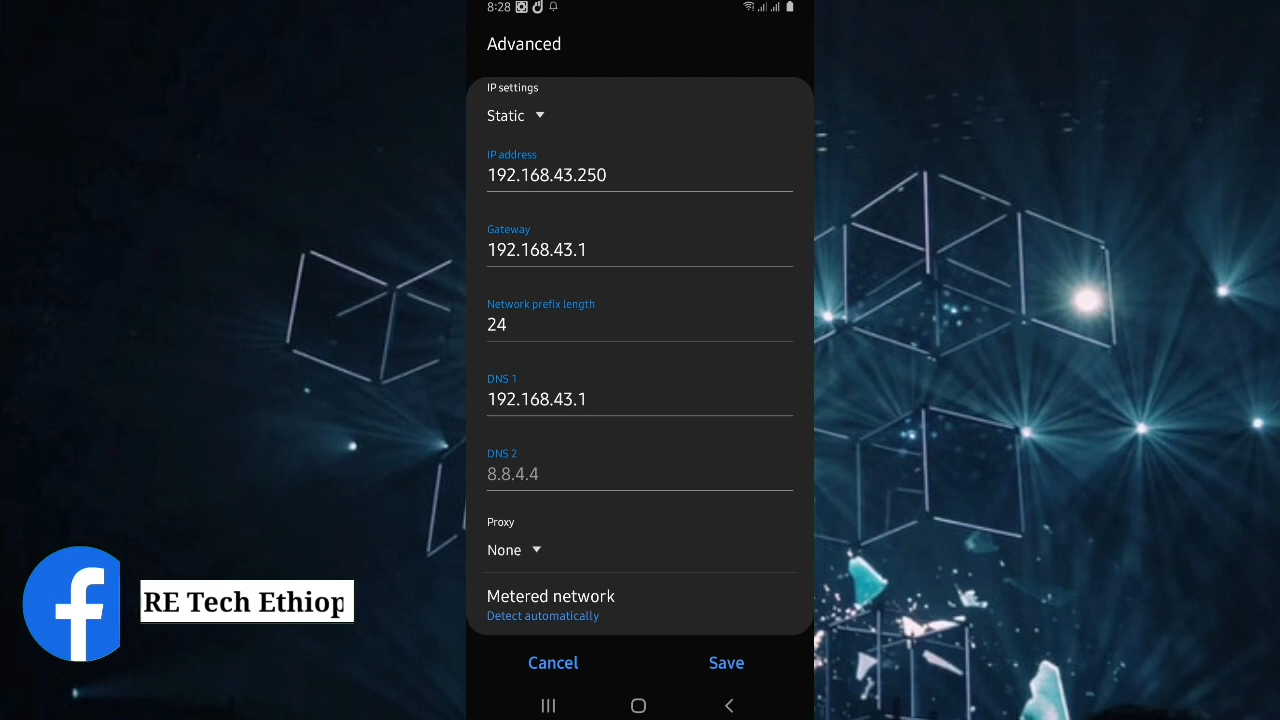 8:28
Advanced
IP settings
Static
IP address
192.168.43.250
Gateway
192.168.43.1
Network prefix length
24
DNS 1
192.168.43.1
DNS 2
8.8.4.4
Proxy
None
Metered network
Detect automatically
Cancel
Save
f
RE Tech Ethiop